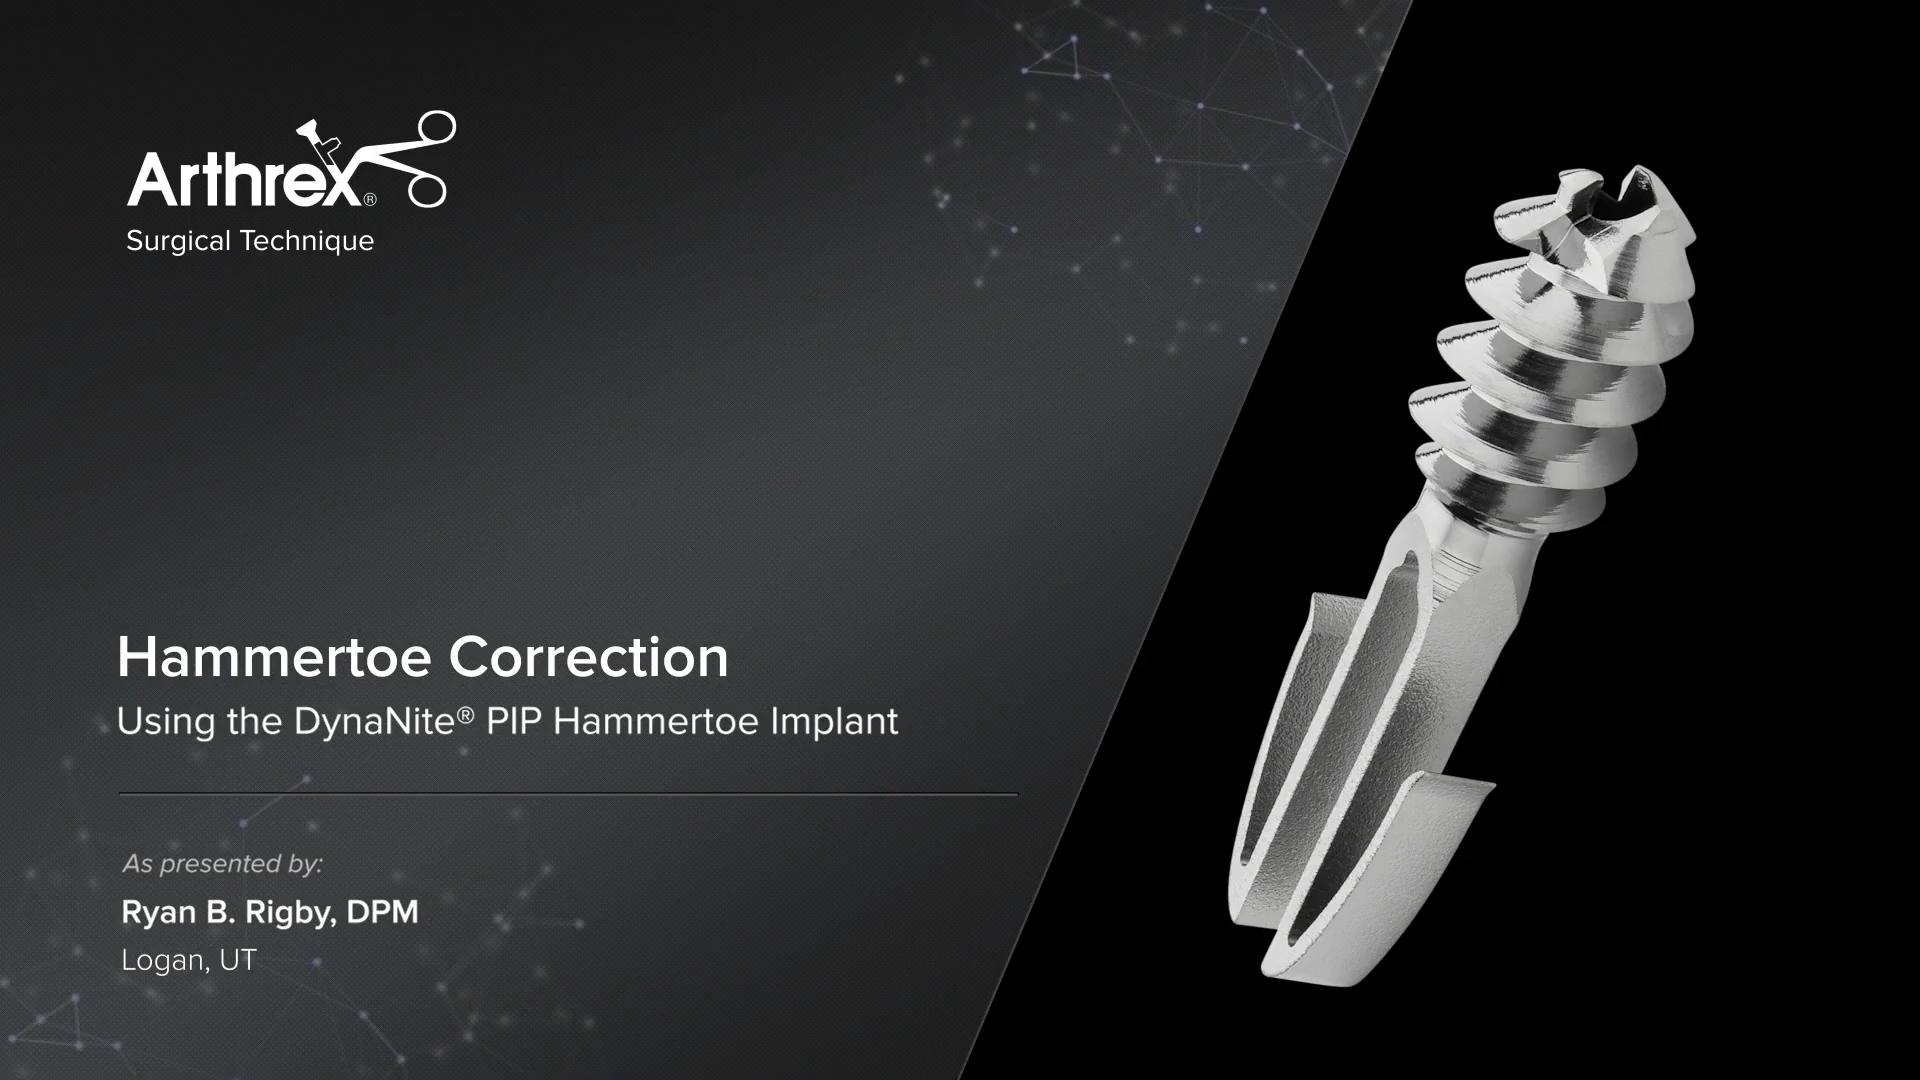 Arthrex®
Surgical Technique
Hammertoe Correction
Using the DynaNite® PIP Hammertoe Implant
As presented by:
Ryan B. Rigby, DPM
Logan, UT